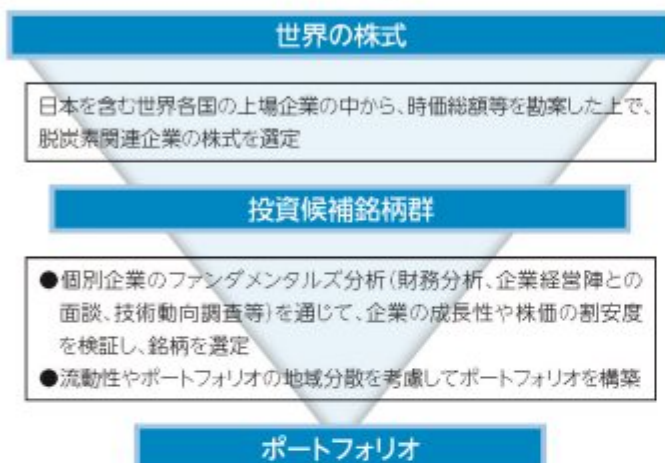 世界の株式
日本を含む世界各国の上場企業の中から、時価総額等を勘案した上で、
脱炭素関連企業の株式を選定
投資候補銘柄群
●個別企業のファンダメンタルズ分析(財務分析、企業経営陣との
面談、技術動向調査等)を通じて、企業の成長性や株価の割安度
を検証し、銘柄を選定
●流動性やポートフォリオの地域分散を考慮してポートフォリオを構築
ポートフォリオ